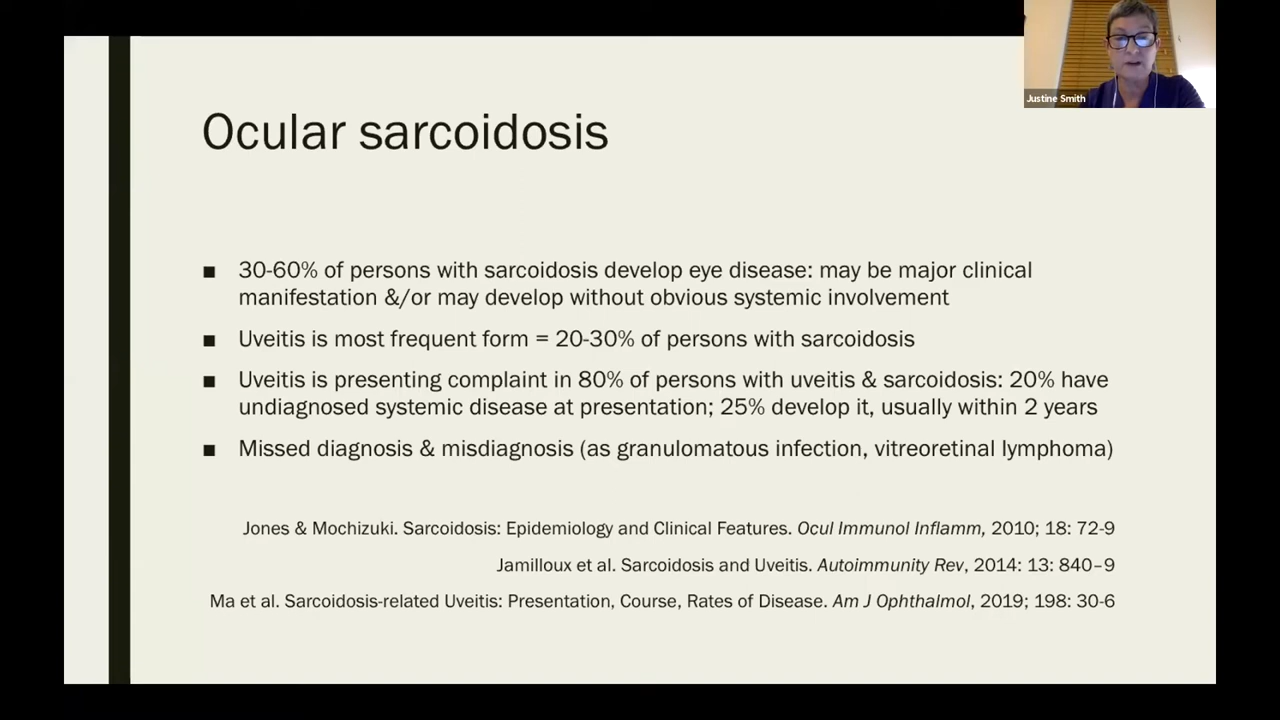 Justine Smith
Ocular sarcoidosis
■ 30-60% of persons with sarcoidosis develop eye disease: may be major clinical
manifestation &/or may develop without obvious systemic involvement
■ Uveitis is most frequent form = 20-30% of persons with sarcoidosis
■ Uveitis is presenting complaint in 80% of persons with uveitis & sarcoidosis: 20% have
undiagnosed systemic disease at presentation; 25% develop it, usually within 2 years
■ Missed diagnosis & misdiagnosis (as granulomatous infection, vitreoretinal lymphoma)
Jones & Mochizuki. Sarcoidosis: Epidemiology and Clinical Features. Ocul Immunol Inflamm, 2010; 18: 72-9
Jamilloux et al. Sarcoidosis and Uveitis. Autoimmunity Rev, 2014: 13: 840–9
Ma et al. Sarcoidosis-related Uveitis: Presentation, Course, Rates of Disease. Am J Ophthalmol, 2019; 198: 30-6